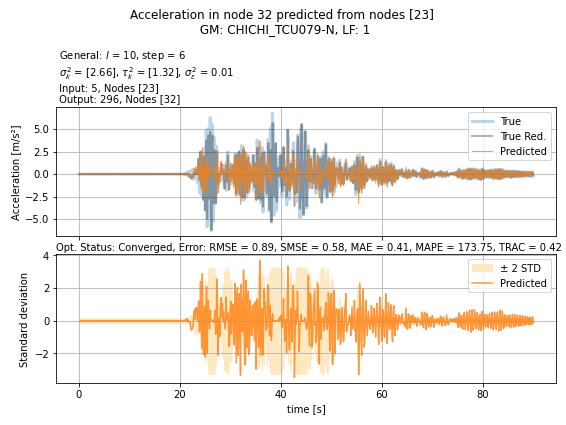 Acceleration in node 32 predicted from nodes [23]
GM: CHICHI_TCU079-N, LF: 1
General: l = 10, step = 6
σ²ₖ = [2.66], τ²ₖ = [1.32], σ²ε = 0.01
Input: 5, Nodes [23]
Output: 296, Nodes [32]
Acceleration [m/s²]
5.0
2.5
0.0
−2.5
−5.0
True
True Red.
Predicted
Opt. Status: Converged, Error: RMSE = 0.89, SMSE = 0.58, MAE = 0.41, MAPE = 173.75, TRAC = 0.42
Standard deviation
4
2
0
−2
± 2 STD
Predicted
0 20 40 60 80
time [s]